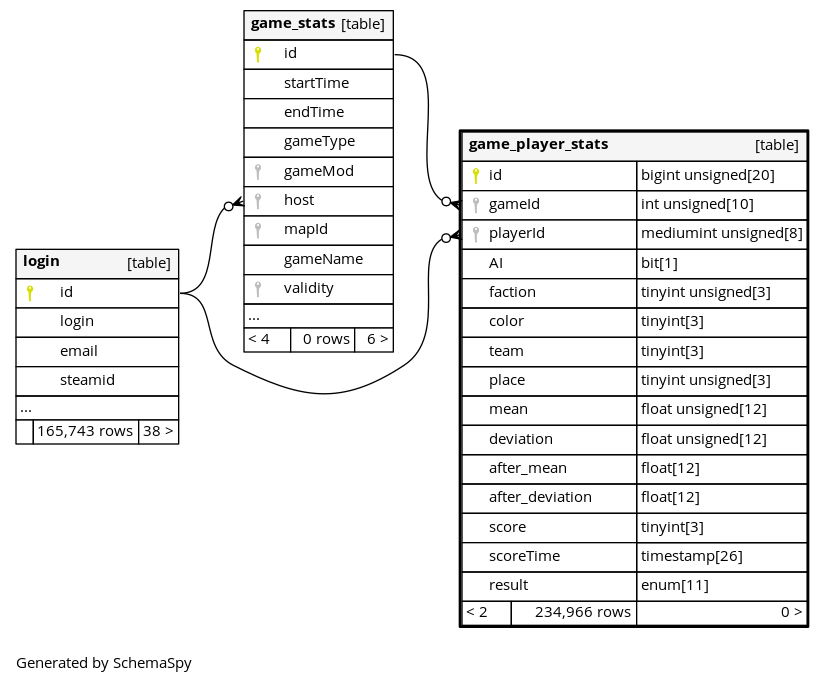 game_stats [table]
id
startTime
endTime
gameType
gameMod
host
mapId
gameName
validity
...
< 4 0 rows 6 >
login [table]
id
login
email
steamid
...
165,743 rows 38 >
game_player_stats [table]
id bigint unsigned[20]
gameId int unsigned[10]
playerId mediumint unsigned[8]
AI bit[1]
faction tinyint unsigned[3]
color tinyint[3]
team tinyint[3]
place tinyint unsigned[3]
mean float unsigned[12]
deviation float unsigned[12]
after_mean float[12]
after_deviation float[12]
score tinyint[3]
scoreTime timestamp[26]
result enum[11]
< 2 234,966 rows 0 >
Generated by SchemaSpy